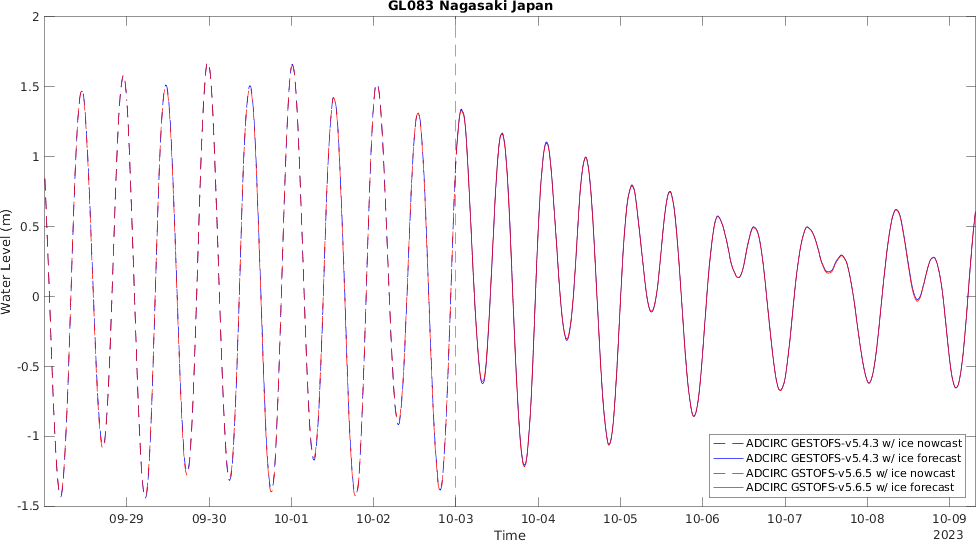 GL083 Nagasaki Japan
2
1.5
1
0.5
0
-0.5
-1
-1.5
Water Level (m)
ADCIRC GESTOFS-v5.4.3 w/ ice nowcast
ADCIRC GESTOFS-v5.4.3 w/ ice forecast
ADCIRC GSTOFS-v5.6.5 w/ ice nowcast
ADCIRC GSTOFS-v5.6.5 w/ ice forecast
09-29 09-30 10-01 10-02 10-03 10-04 10-05 10-06 10-07 10-08 10-09
Time 2023